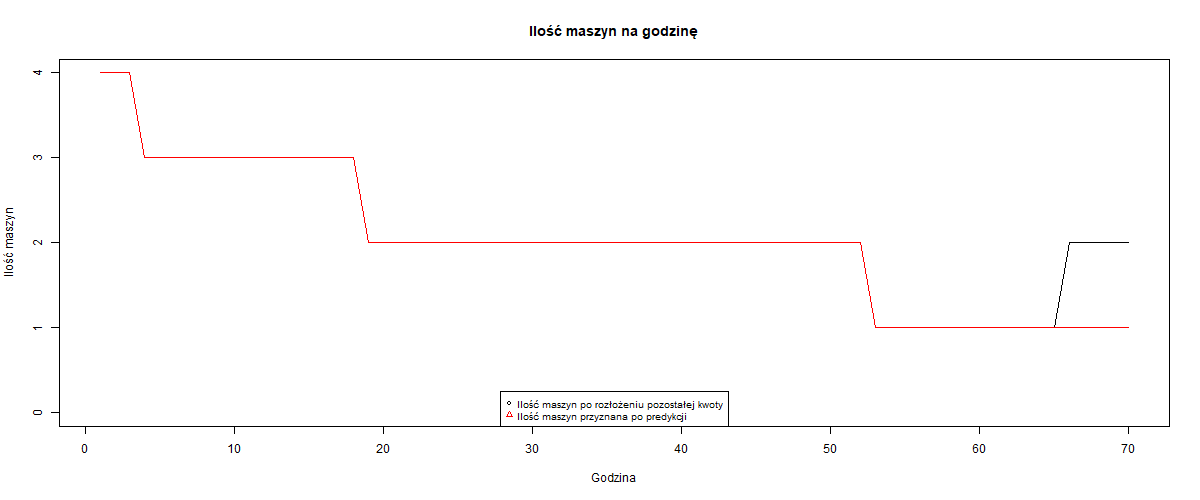 Ilość maszyn na godzinę
Ilość maszyn
4
3
2
1
0
Ilość maszyn po rozłożeniu pozostałej kwoty
Ilość maszyn przyznana po predykcji
0 10 20 30 40 50 60 70
Godzina